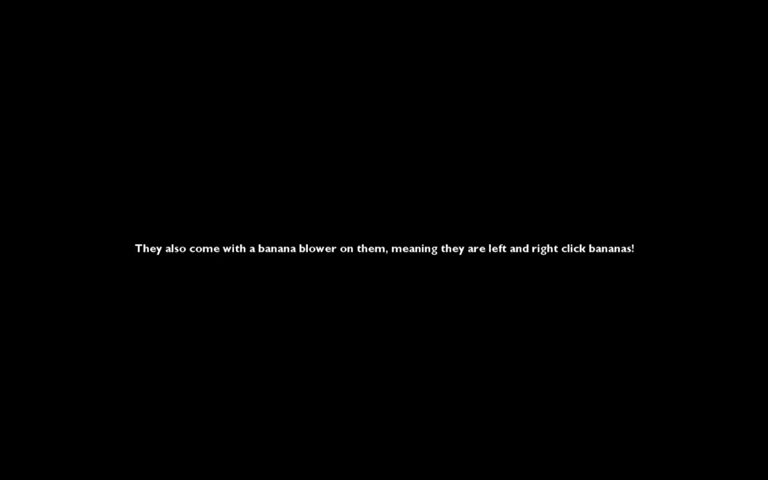 They also come with a banana blower on them, meaning they are left and right click bananas!